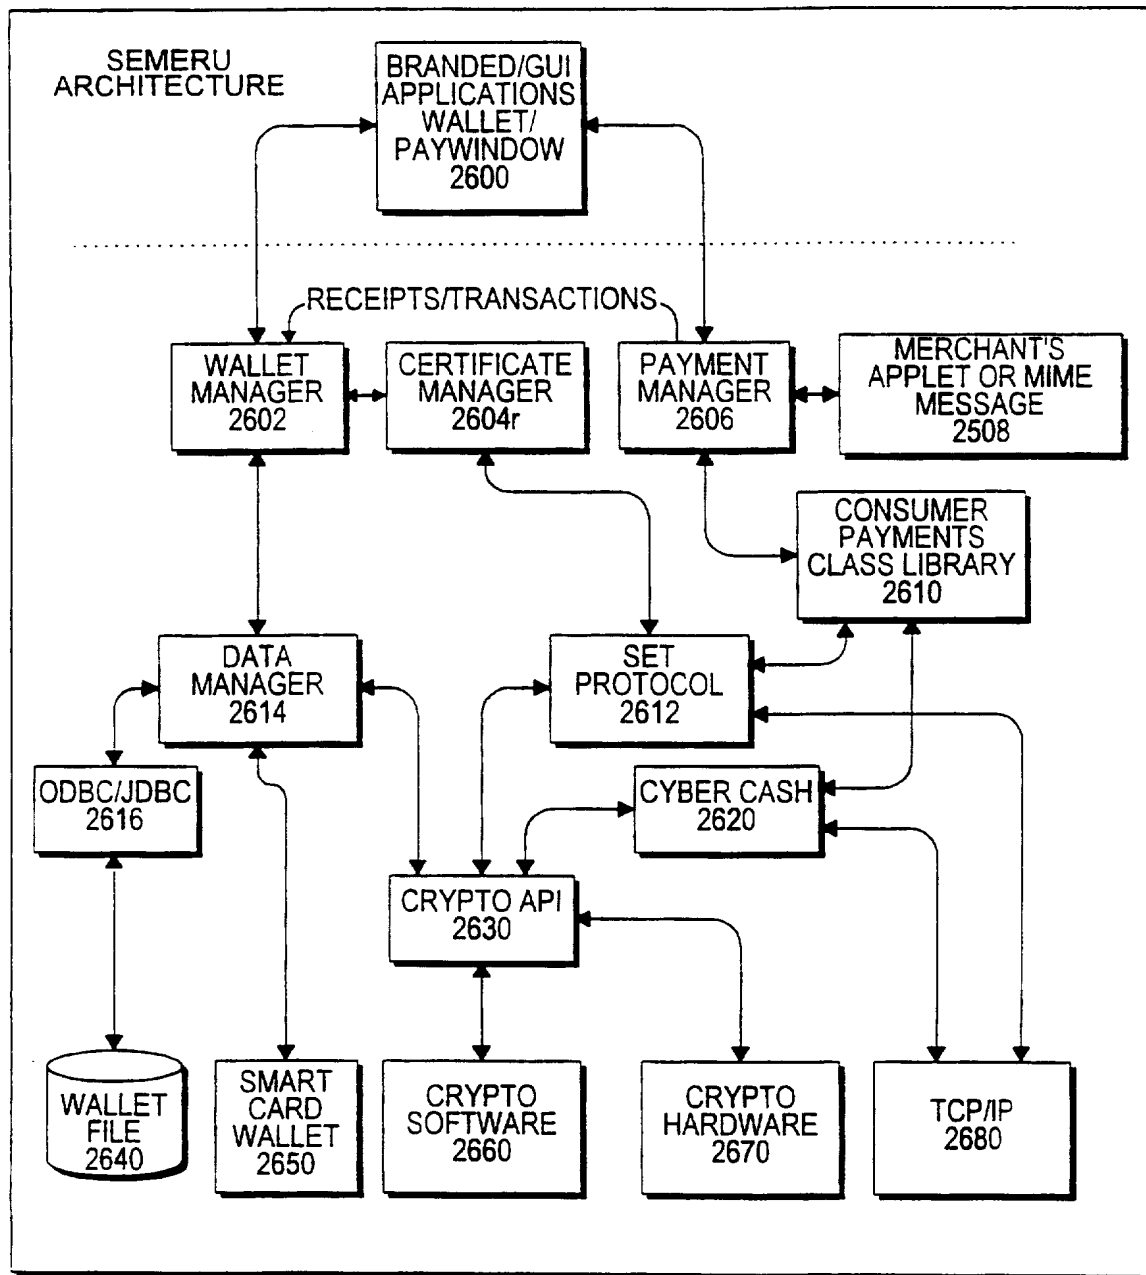 SEMERU
ARCHITECTURE
BRANDED/GUI
APPLICATIONS
WALLET/
PAYWINDOW
2600
RECEIPTS/TRANSACTIONS
WALLET
MANAGER
2602
CERTIFICATE
MANAGER
2604r
PAYMENT
MANAGER
2606
MERCHANT'S
APPLET OR MIME
MESSAGE
2508
CONSUMER
PAYMENTS
CLASS LIBRARY
2610
DATA
MANAGER
2614
SET
PROTOCOL
2612
ODBC/JDBC
2616
CYBER CASH
2620
CRYPTO API
2630
WALLET
FILE
2640
SMART
CARD
WALLET
2650
CRYPTO
SOFTWARE
2660
CRYPTO
HARDWARE
2670
TCP/IP
2680